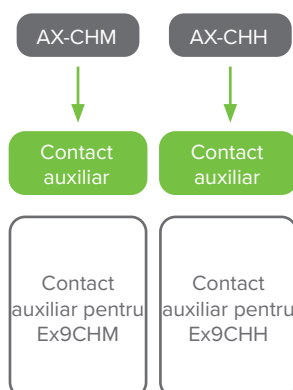 AX-CHM
AX-CHH
Contact
auxiliar
Contact
auxiliar
Contact
auxiliar pentru
Ex9CHM
Contact
auxiliar pentru
Ex9CHH